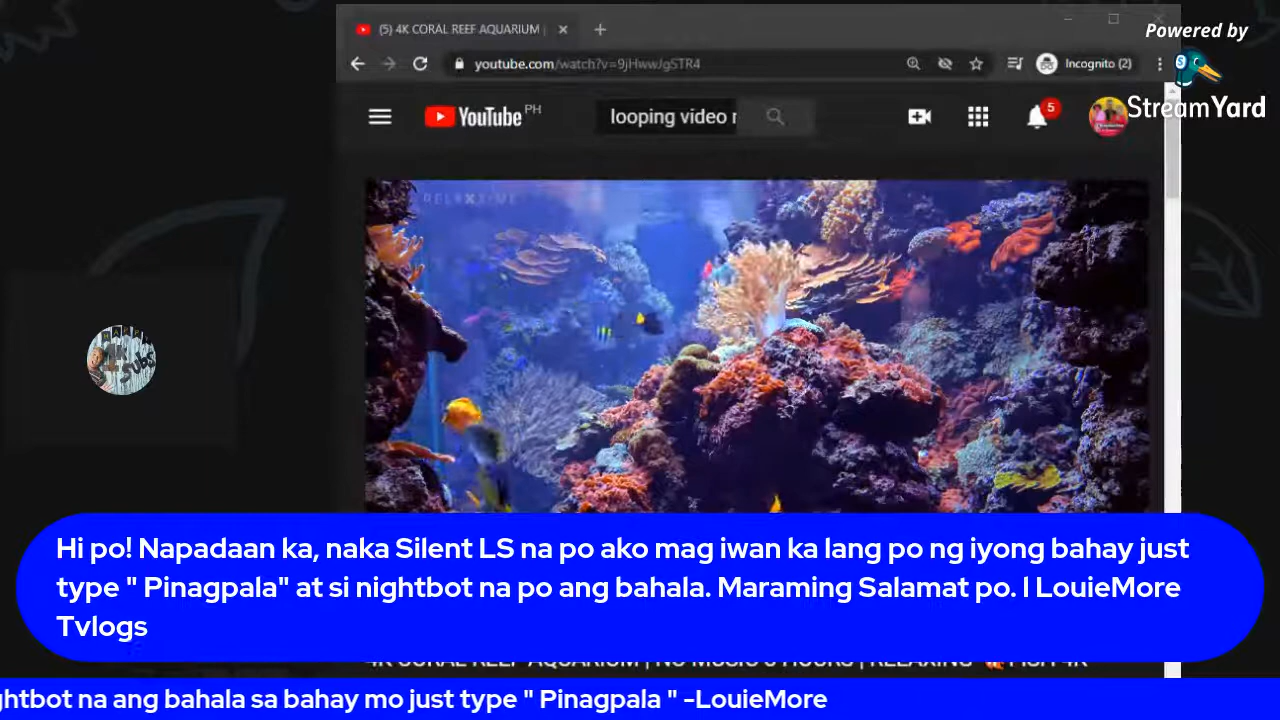 (5) 4K CORAL REEF AQUARIUM |
Powered by
youtube.com/watch?v=9jHwwJgSTR4
Incognito (2)
StreamYard
YouTube PH
looping video
5
RELAXXIME
Hi po! Napadaan ka, naka Silent LS na po ako mag iwan ka lang po ng iyong bahay just
type " Pinagpala" at si nightbot na po ang bahala. Maraming Salamat po. l LouieMore
Tvlogs
4K CORAL REEF AQUARIUM | NO MUSIC 3 HOURS | RELAXING FISH 4K
ghtbot na ang bahala sa bahay mo just type " Pinagpala " -LouieMore